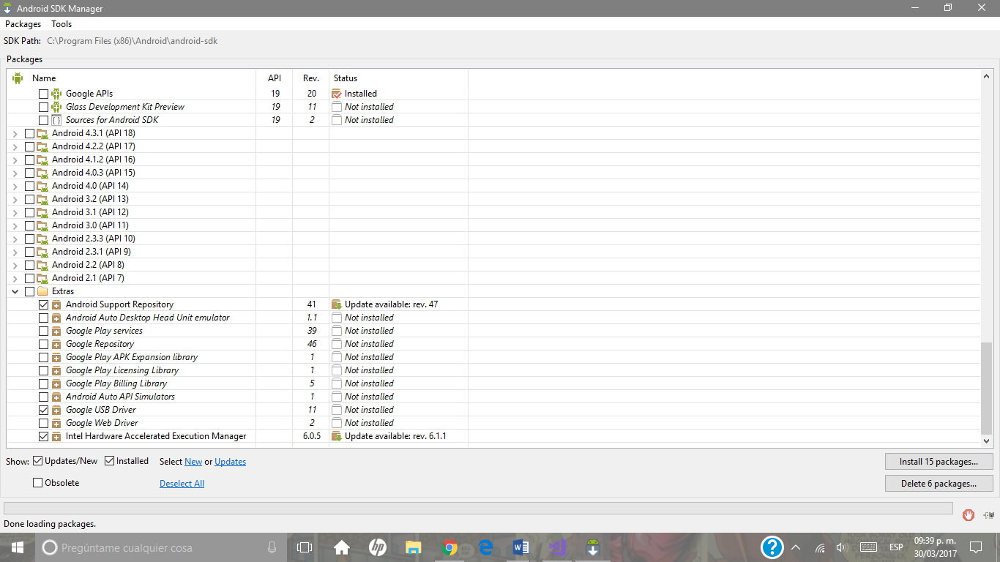 Android SDK Manager
Packages Tools
SDK Path: C:\Program Files (x86)\Android\android-sdk
Packages
Name API Rev. Status
Google APIs 19 20 Installed
Glass Development Kit Preview 19 11 Not installed
Sources for Android SDK 19 2 Not installed
Android 4.3.1 (API 18)
Android 4.2.2 (API 17)
Android 4.1.2 (API 16)
Android 4.0.3 (API 15)
Android 4.0 (API 14)
Android 3.2 (API 13)
Android 3.1 (API 12)
Android 3.0 (API 11)
Android 2.3.3 (API 10)
Android 2.3.1 (API 9)
Android 2.2 (API 8)
Android 2.1 (API 7)
Extras
Android Support Repository 41 Update available: rev. 47
Android Auto Desktop Head Unit emulator 1.1 Not installed
Google Play services 39 Not installed
Google Repository 46 Not installed
Google Play APK Expansion library 1 Not installed
Google Play Licensing Library 1 Not installed
Google Play Billing Library 5 Not installed
Android Auto API Simulators 1 Not installed
Google USB Driver 11 Not installed
Google Web Driver 2 Not installed
Intel Hardware Accelerated Execution Manager 6.0.5 Update available: rev. 6.1.1
Show: Updates/New Installed Select New or Updates Install 15 packages...
Obsolete Deselect All Delete 6 packages...
Done loading packages.
Pregúntame cualquier cosa hp ? ESP 09:39 p. m.
30/03/2017